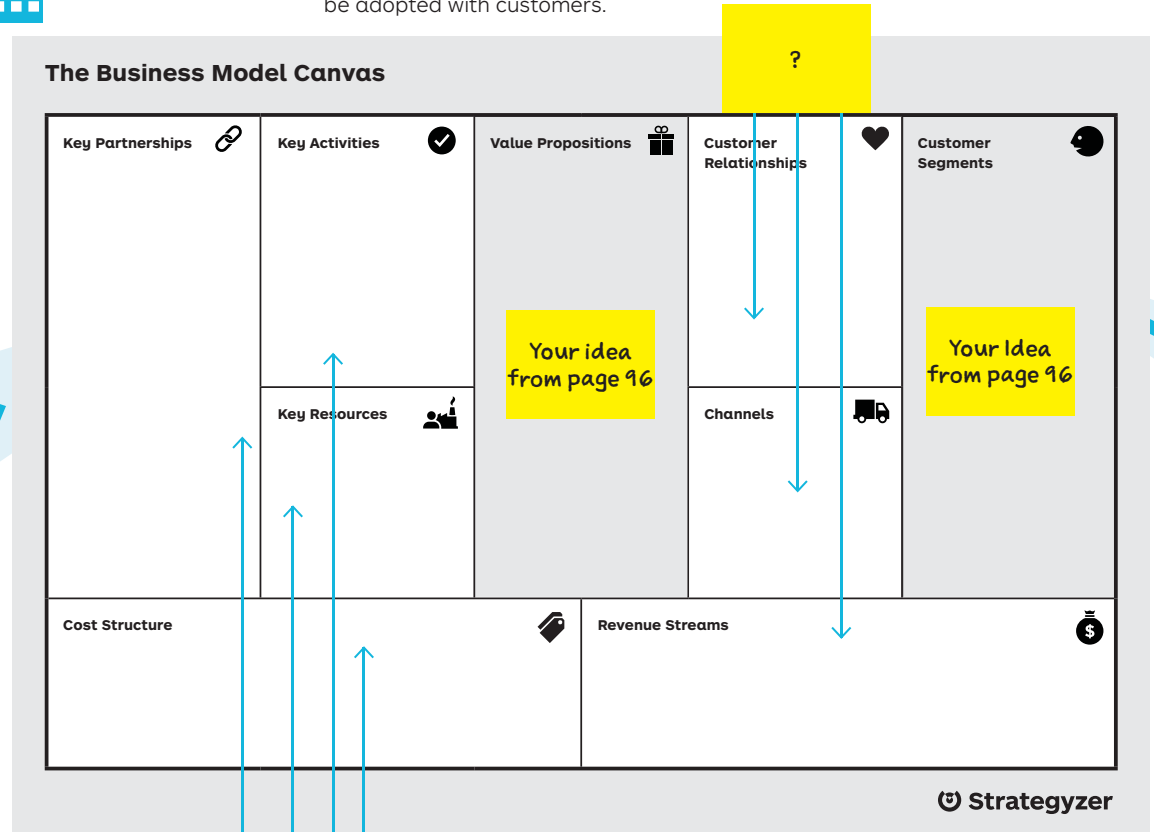 be adopted with customers.
?
The Business Model Canvas
Key Partnerships
Key Activities
Value Propositions
Customer
Relationships
Customer
Segments
Your idea
from page 96
Your Idea
from page 96
Key Resources
Channels
Cost Structure
Revenue Streams
$
Strategyzer